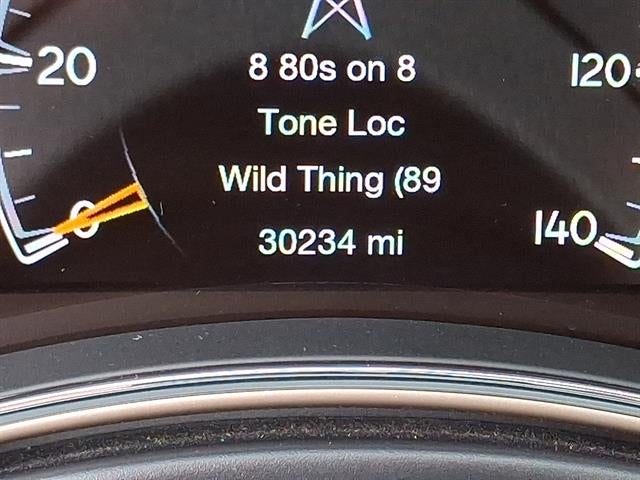 20
8 80s on 8
120
Tone Loc
Wild Thing (89
0
30234 mi
140